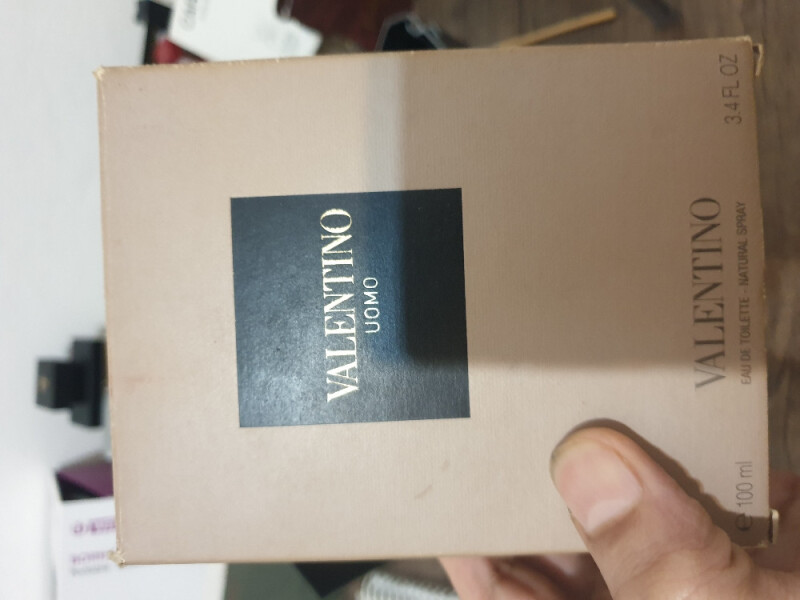 VALENTINO
UOMO
VALENTINO
EAU DE TOILETTE - NATURAL SPRAY
e 100 ml
3.4 FL OZ